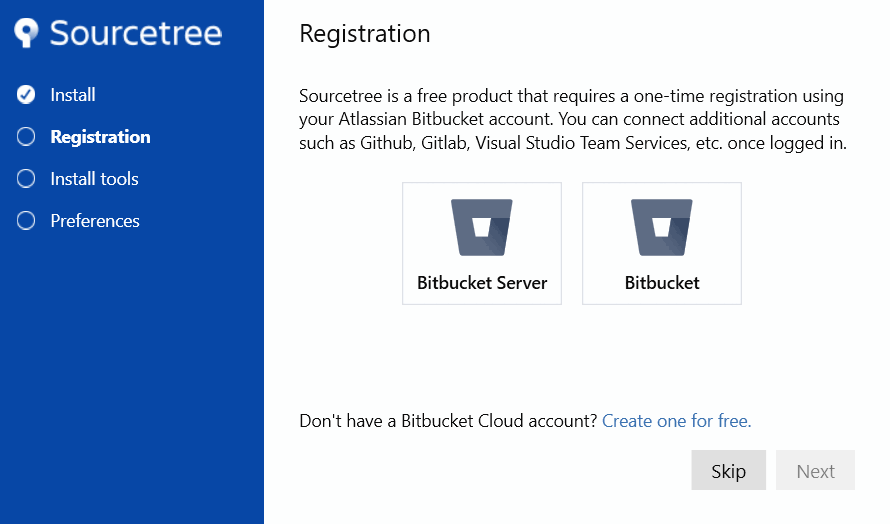 Sourcetree
Install
Registration
Install tools
Preferences
Registration
Sourcetree is a free product that requires a one-time registration using
your Atlassian Bitbucket account. You can connect additional accounts
such as Github, Gitlab, Visual Studio Team Services, etc. once logged in.
Bitbucket Server
Bitbucket
Don't have a Bitbucket Cloud account? Create one for free.
Skip
Next